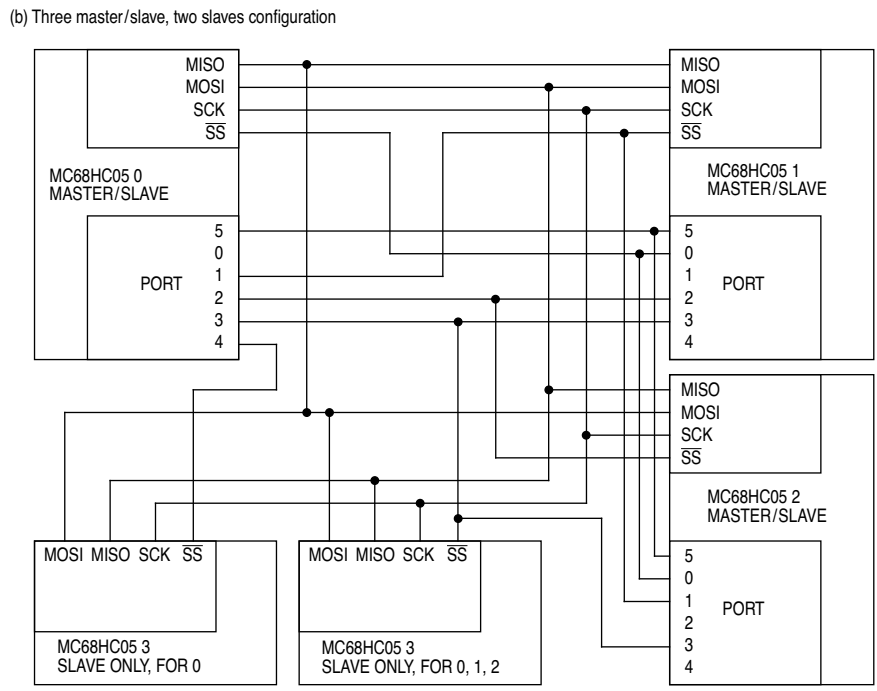 (b) Three master/slave, two slaves configuration
MISO
MOSI
SCK
SS
MC68HC05 0
MASTER/SLAVE
5
0
1
PORT
2
3
4
MISO
MOSI
SCK
SS
MC68HC05 1
MASTER/SLAVE
5
0
1
PORT
2
3
4
MISO
MOSI
SCK
SS
MC68HC05 2
MASTER/SLAVE
5
0
1
PORT
2
3
4
MOSI MISO SCK SS
MC68HC05 3
SLAVE ONLY, FOR 0
MOSI MISO SCK SS
MC68HC05 3
SLAVE ONLY, FOR 0, 1, 2